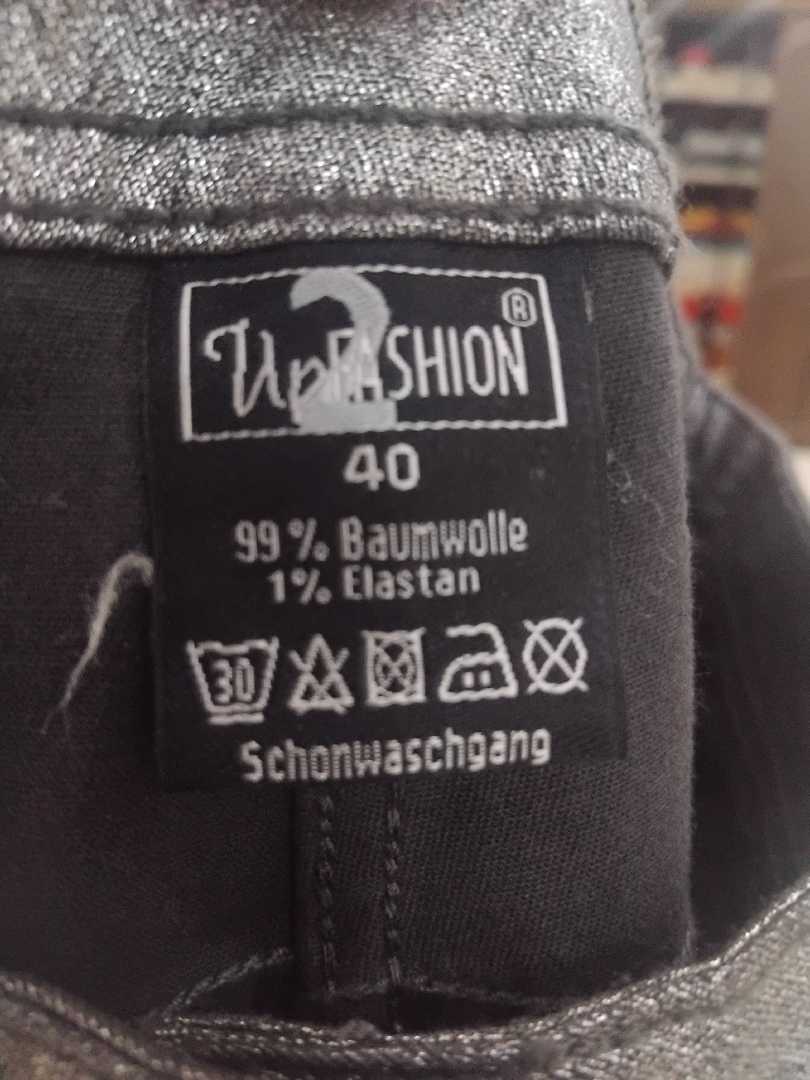 Up2FASHION®
40
99% Baumwolle
1% Elastan
30
Schonwaschgang